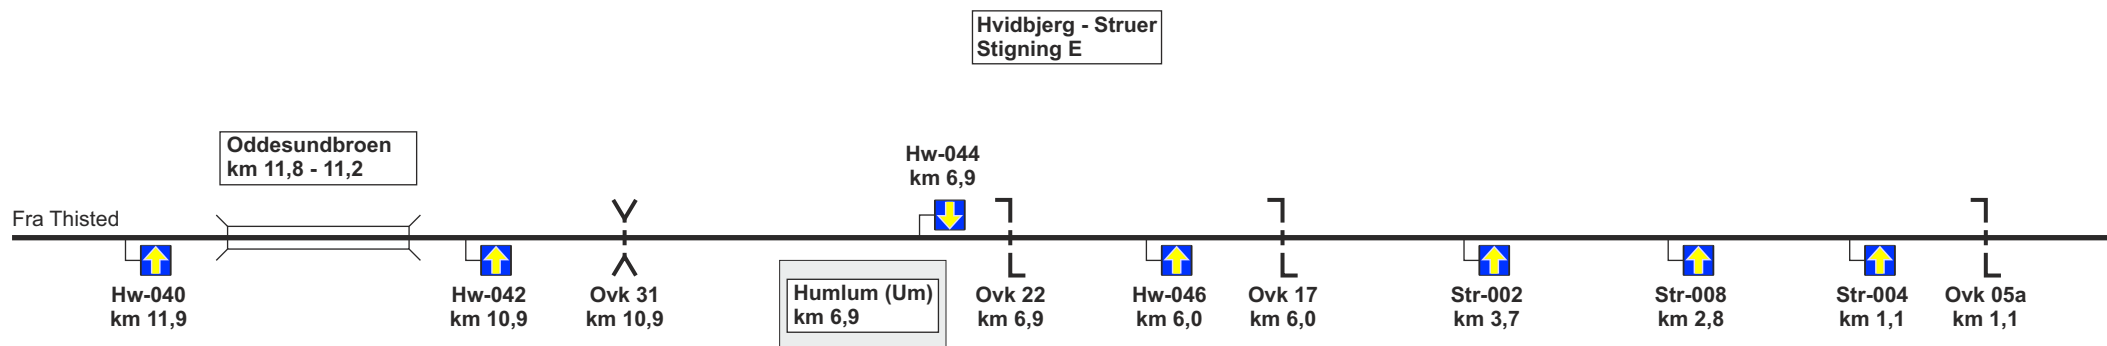 Hvidbjerg - Struer
Stigning E
Oddesundbroen
km 11,8 - 11,2
Hw-044
km 6,9
Fra Thisted
Hw-040
km 11,9
Hw-042
km 10,9
Ovk 31
km 10,9
Humlum (Um)
km 6,9
Ovk 22
km 6,9
Hw-046
km 6,0
Ovk 17
km 6,0
Str-002
km 3,7
Str-008
km 2,8
Str-004
km 1,1
Ovk 05a
km 1,1